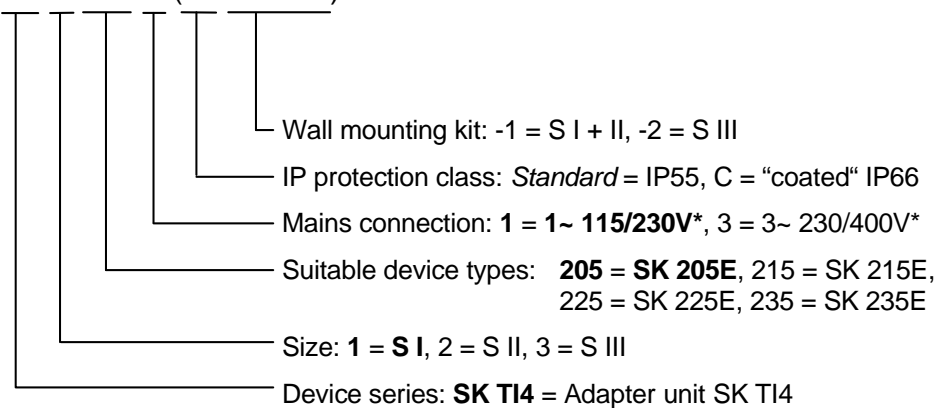 Wall mounting kit: -1 = S I + II, -2 = S III
IP protection class: Standard = IP55, C = “coated“ IP66
Mains connection: 1 = 1~ 115/230V*, 3 = 3~ 230/400V*
Suitable device types: 205 = SK 205E, 215 = SK 215E,
225 = SK 225E, 235 = SK 235E
Size: 1 = S I, 2 = S II, 3 = S III
Device series: SK TI4 = Adapter unit SK TI4